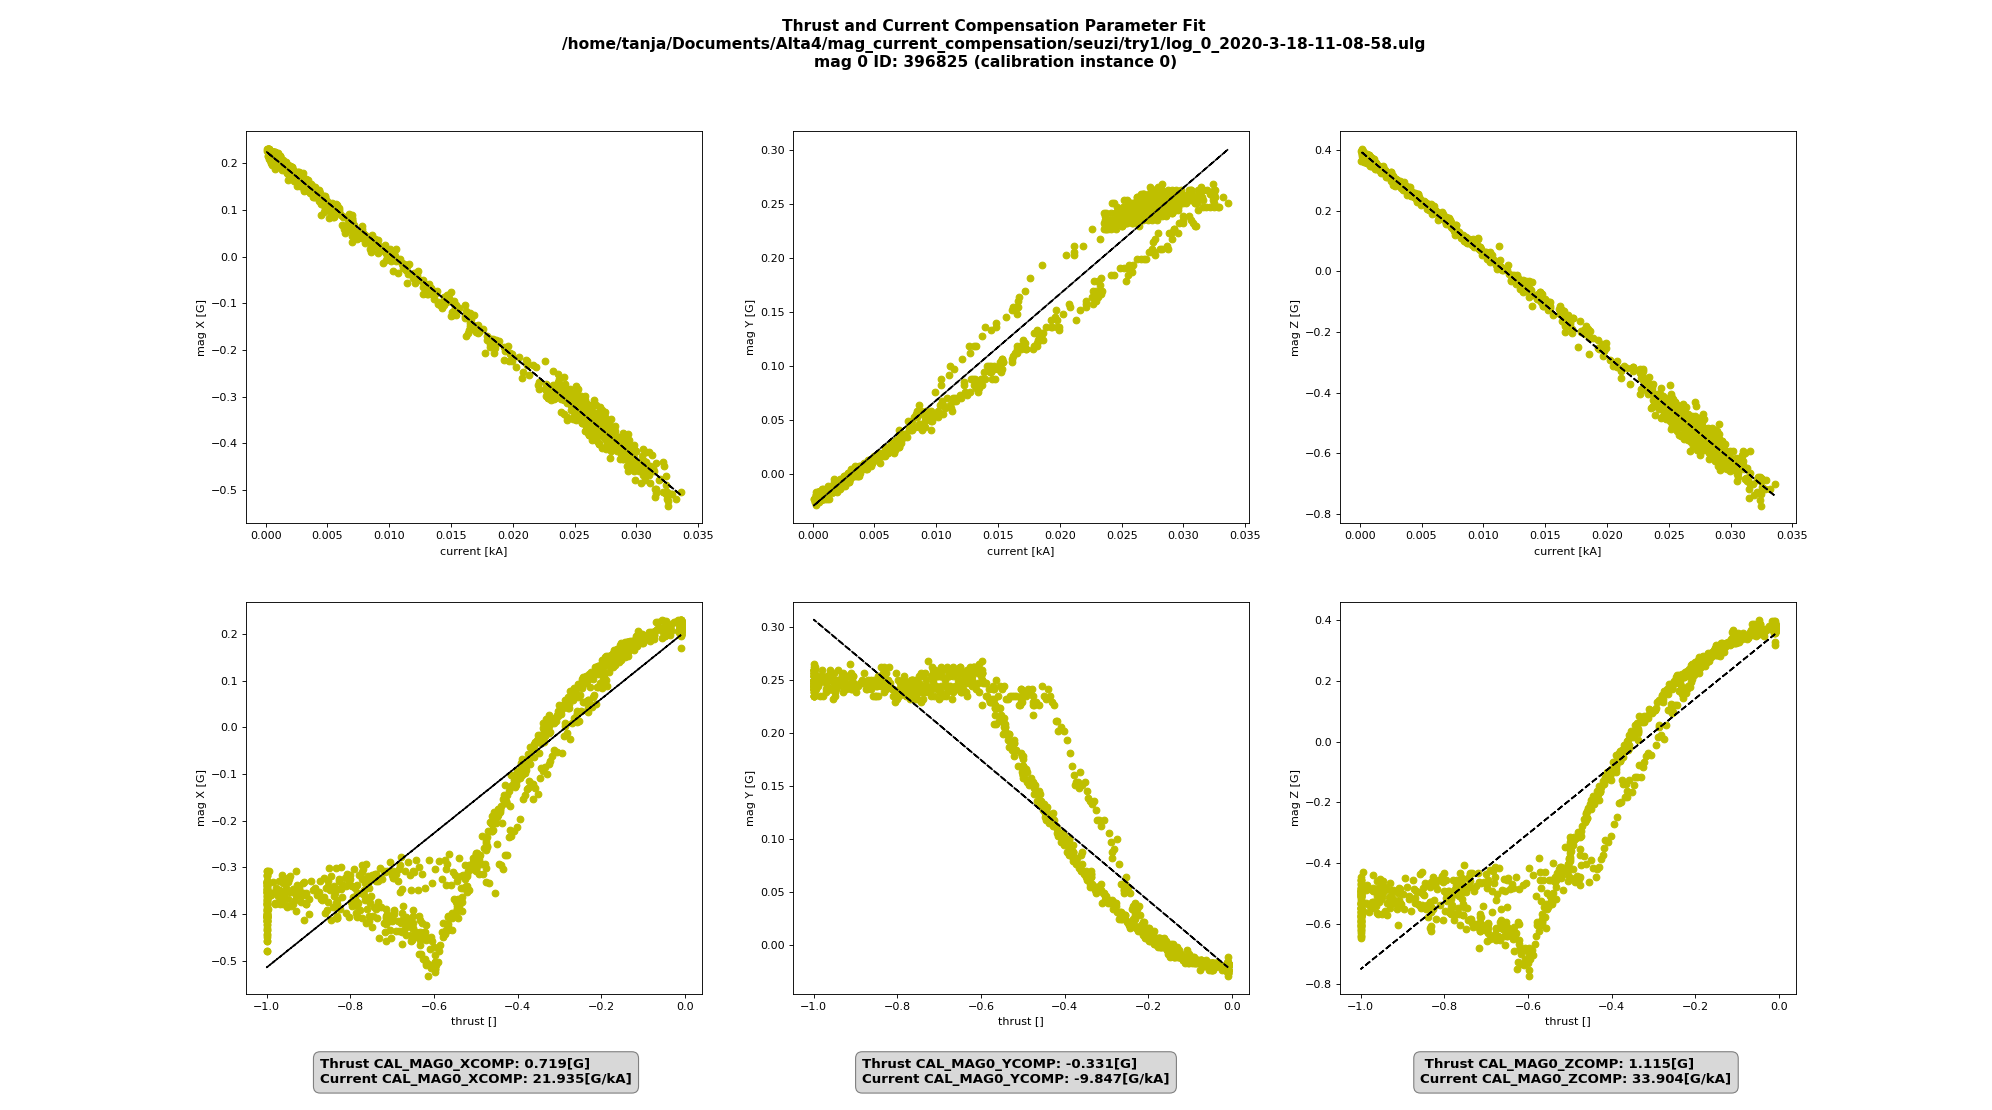 Thrust and Current Compensation Parameter Fit
/home/tanja/Documents/Alta4/mag_current_compensation/seuzi/try1/log_0_2020-3-18-11-08-58.ulg
mag 0 ID: 396825 (calibration instance 0)
mag X [G]
0.2
0.1
0.0
−0.1
−0.2
−0.3
−0.4
−0.5
0.000 0.005 0.010 0.015 0.020 0.025 0.030 0.035
current [kA]
mag Y [G]
0.30
0.25
0.20
0.15
0.10
0.05
0.00
0.000 0.005 0.010 0.015 0.020 0.025 0.030 0.035
current [kA]
mag Z [G]
0.4
0.2
0.0
−0.2
−0.4
−0.6
−0.8
0.000 0.005 0.010 0.015 0.020 0.025 0.030 0.035
current [kA]
mag X [G]
0.2
0.1
0.0
−0.1
−0.2
−0.3
−0.4
−0.5
−1.0 −0.8 −0.6 −0.4 −0.2 0.0
thrust []
mag Y [G]
0.30
0.25
0.20
0.15
0.10
0.05
0.00
−1.0 −0.8 −0.6 −0.4 −0.2 0.0
thrust []
mag Z [G]
0.4
0.2
0.0
−0.2
−0.4
−0.6
−0.8
−1.0 −0.8 −0.6 −0.4 −0.2 0.0
thrust []
Thrust CAL_MAG0_XCOMP: 0.719[G]
Current CAL_MAG0_XCOMP: 21.935[G/kA]
Thrust CAL_MAG0_YCOMP: -0.331[G]
Current CAL_MAG0_YCOMP: -9.847[G/kA]
Thrust CAL_MAG0_ZCOMP: 1.115[G]
Current CAL_MAG0_ZCOMP: 33.904[G/kA]